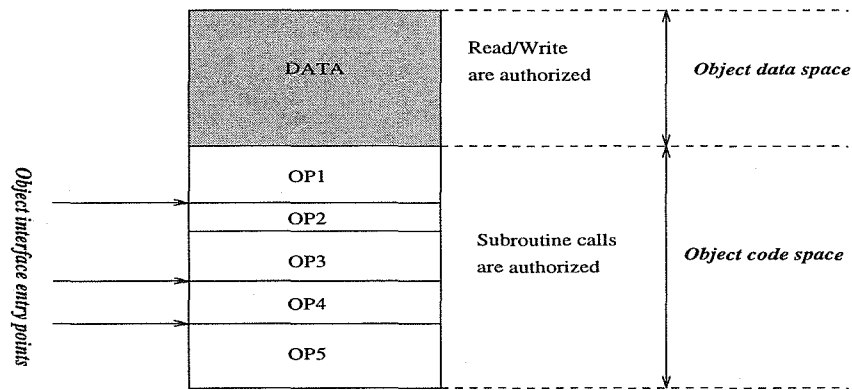 DATA
Read/Write
are authorized
Object data space
OP1
OP2
OP3
OP4
OP5
Subroutine calls
are authorized
Object code space
Object interface entry points